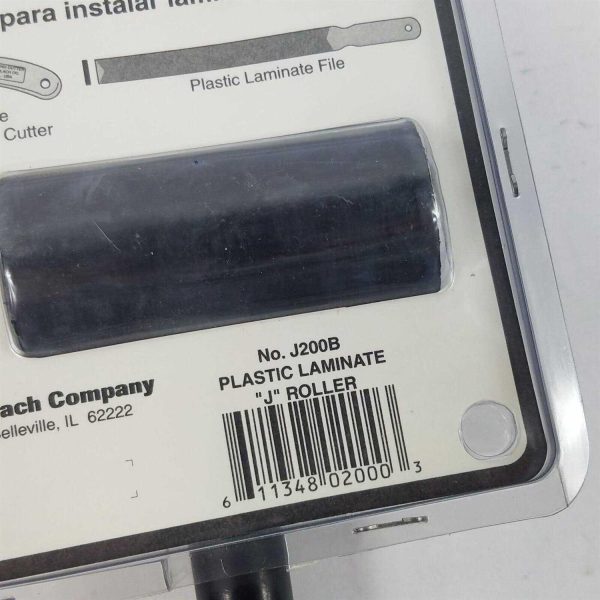 para instalar
Plastic Laminate File
Cutter
No. J200B
PLASTIC LAMINATE
"J" ROLLER
ach Company
elleville, IL 62222
6 11348 02000 3